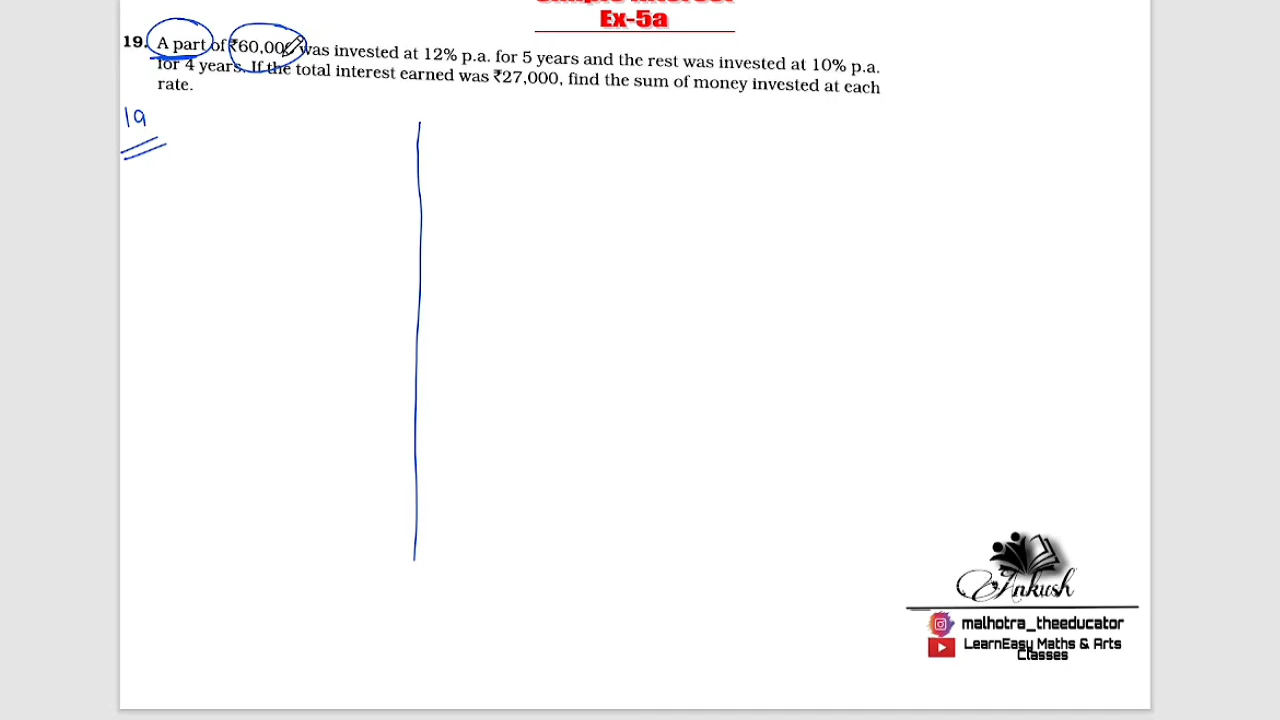 Ex-5a
19. A part of ₹60,000 was invested at 12% p.a. for 5 years and the rest was invested at 10% p.a.
for 4 years. If the total interest earned was ₹27,000, find the sum of money invested at each
rate.
19
Ankush
malhotra_theeducator
LearnEasy Maths & Arts
Classes